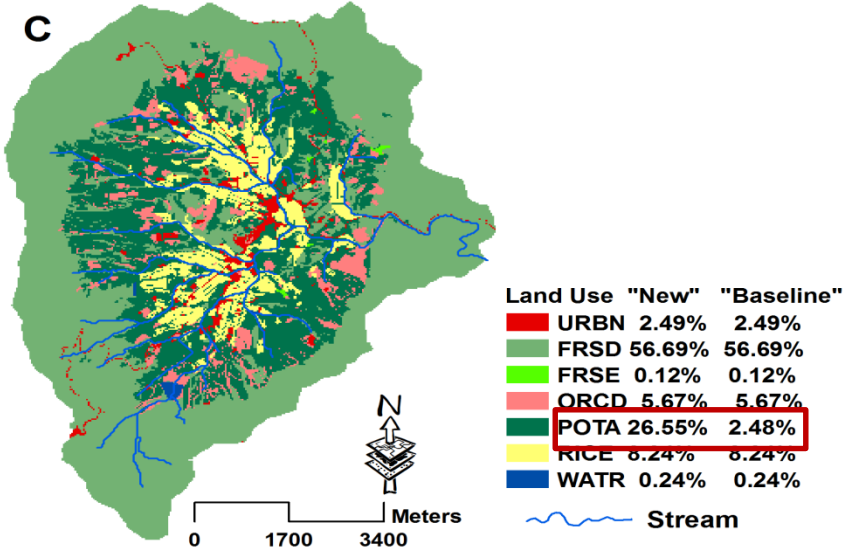 C
Land Use "New" "Baseline"
URBN 2.49% 2.49%
FRSD 56.69% 56.69%
FRSE 0.12% 0.12%
ORCD 5.67% 5.67%
POTA 26.55% 2.48%
RICE 8.24% 8.24%
WATR 0.24% 0.24%
Stream
N
Meters
0 1700 3400